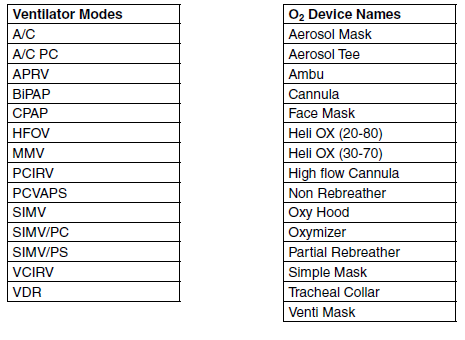 Ventilator Modes
A/C
A/C PC
APRV
BiPAP
CPAP
HFOV
MMV
PCIRV
PCVAPS
SIMV
SIMV/PC
SIMV/PS
VCIRV
VDR
O₂ Device Names
Aerosol Mask
Aerosol Tee
Ambu
Cannula
Face Mask
Heli OX (20-80)
Heli OX (30-70)
High flow Cannula
Non Rebreather
Oxy Hood
Oxymizer
Partial Rebreather
Simple Mask
Tracheal Collar
Venti Mask